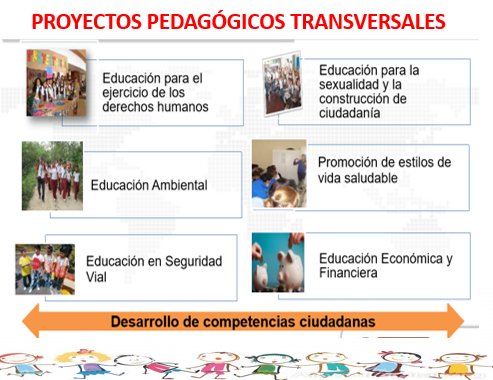 PROYECTOS PEDAGÓGICOS TRANSVERSALES
Educación para el
ejercicio de los
derechos humanos
Educación para la
sexualidad y la
construcción de
ciudadanía
Educación Ambiental
Promoción de estilos de
vida saludable
Educación en Seguridad
Vial
Educación Económica y
Financiera
Desarrollo de competencias ciudadanas